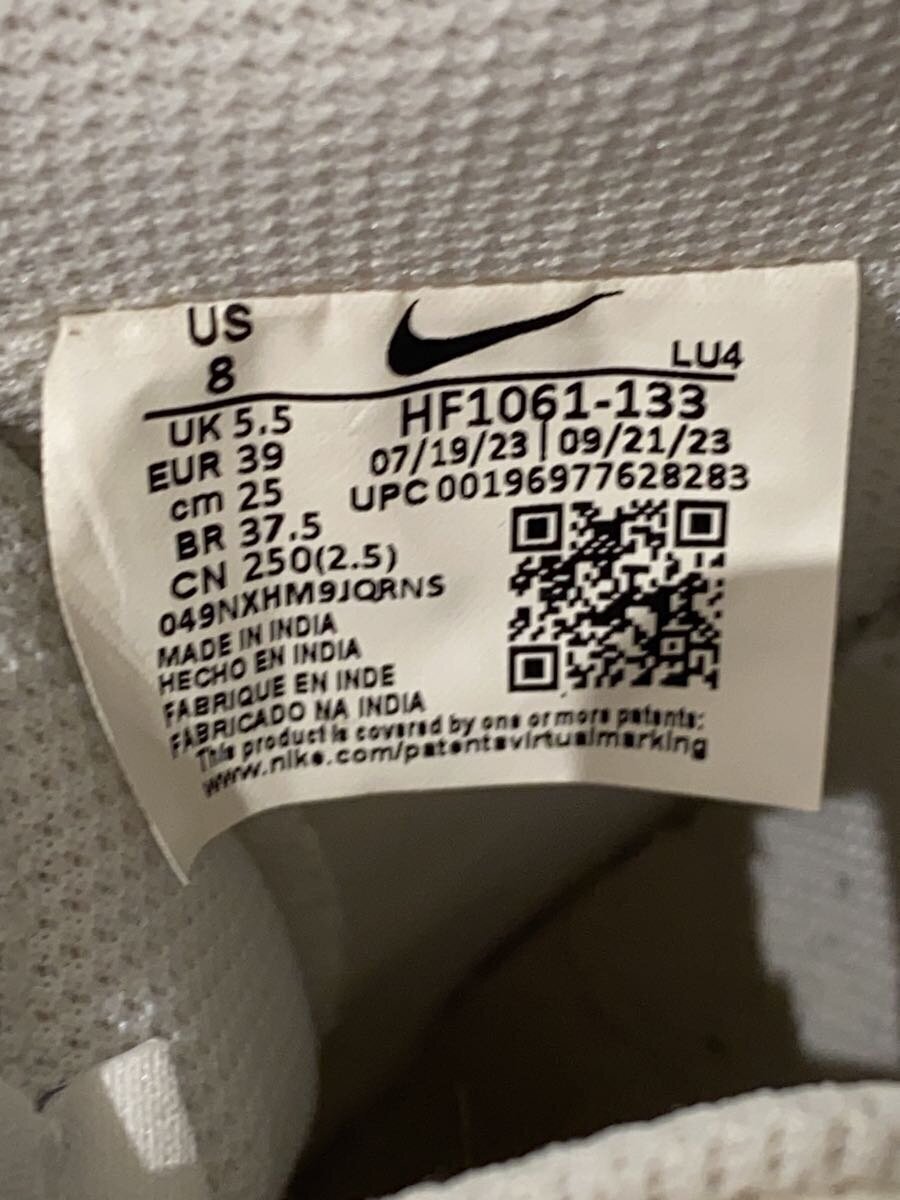 US
8
LU4
UK 5.5
EUR 39
cm 25
BR 37.5
CN 250(2.5)
HF1061-133
07/19/23 | 09/21/23
UPC 00196977628283
049NXHM9JQRNS
MADE IN INDIA
HECHO EN INDIA
FABRIQUE EN INDE
FABRICADO NA INDIA
This product is covered by one or more patents:
www.nike.com/patentsvirtualmarking